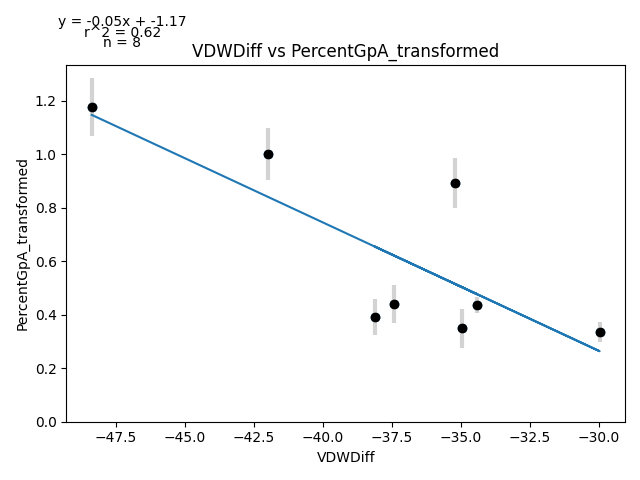 y = -0.05x + -1.17
r^2 = 0.62
n = 8
VDWDiff vs PercentGpA_transformed
PercentGpA_transformed
1.2
1.0
0.8
0.6
0.4
0.2
0.0
−47.5 −45.0 −42.5 −40.0 −37.5 −35.0 −32.5 −30.0
VDWDiff